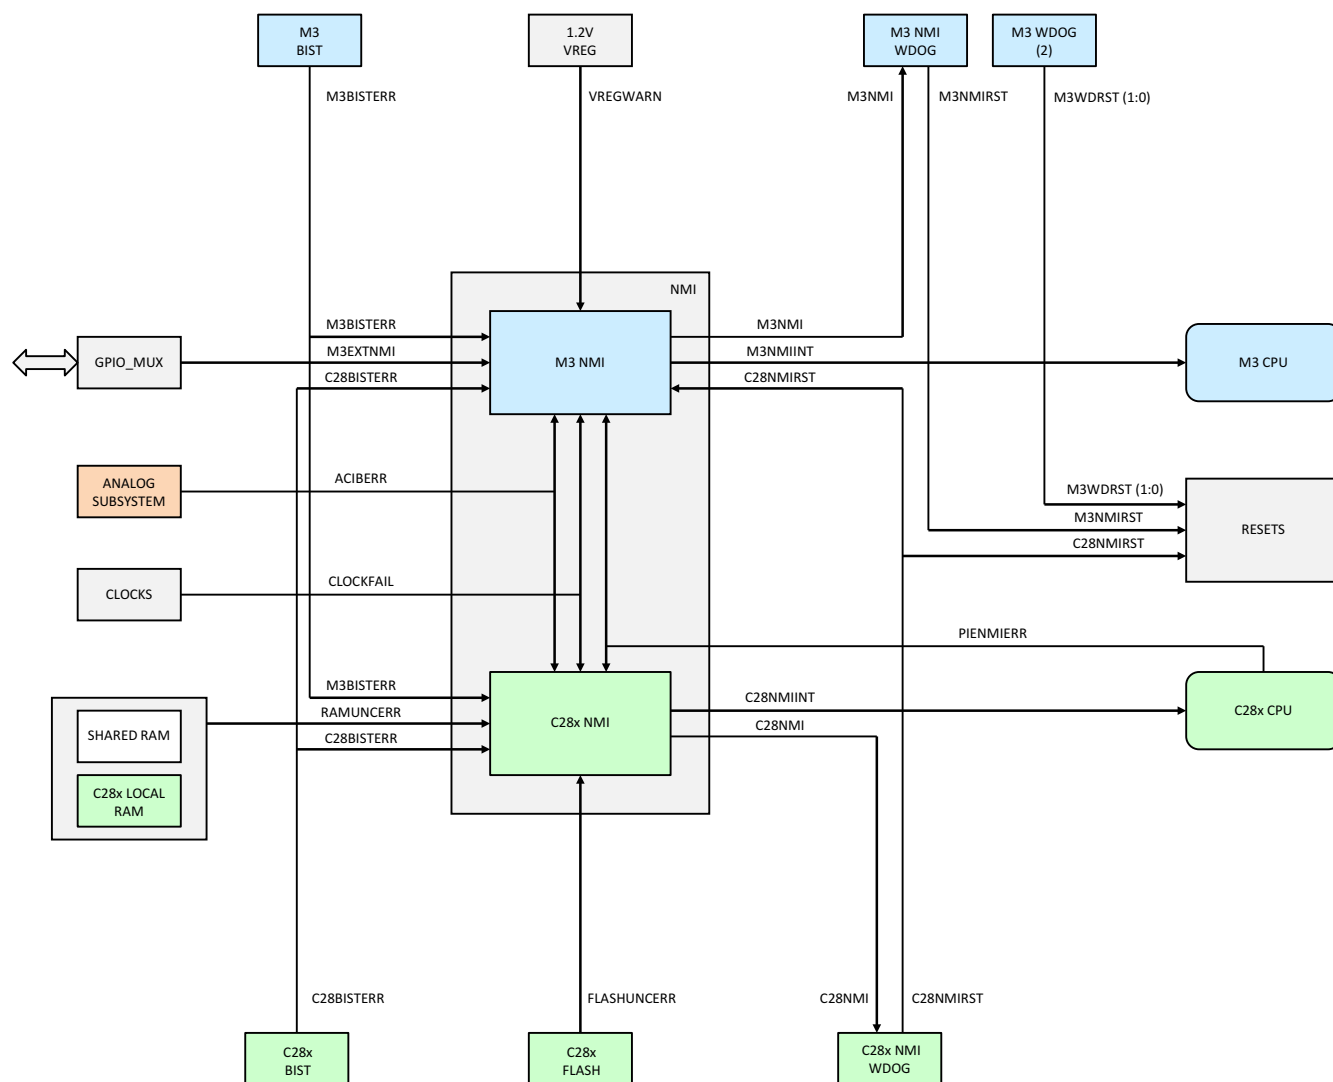 M3
BIST
1.2V
VREG
M3 NMI
WDOG
M3 WDOG
(2)
M3BISTERR
VREGWARN
M3NMI
M3NMIRST
M3WDRST (1:0)
NMI
M3BISTERR
M3NMI
GPIO_MUX
M3EXTNMI
M3 NMI
M3NMIINT
M3 CPU
C28BISTERR
C28NMIRST
ANALOG
SUBSYSTEM
ACIBERR
M3WDRST (1:0)
M3NMIRST
RESETS
C28NMIRST
CLOCKS
CLOCKFAIL
PIENMIERR
M3BISTERR
C28NMIINT
RAMUNCERR
C28x NMI
C28x CPU
C28NMI
SHARED RAM
C28BISTERR
C28x LOCAL
RAM
C28BISTERR
FLASHUNCERR
C28NMI
C28NMIRST
C28x
BIST
C28x
FLASH
C28x NMI
WDOG